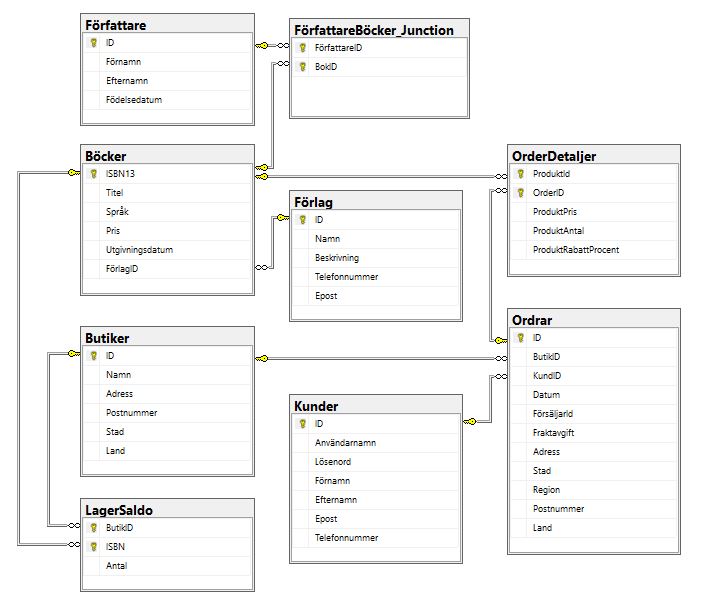 Författare
ID
Förnamn
Efternamn
Födelsedatum
FörfattareBöcker_Junction
FörfattareID
BokID
Böcker
ISBN13
Titel
Språk
Pris
Utgivningsdatum
FörlagID
Förlag
ID
Namn
Beskrivning
Telefonnummer
Epost
OrderDetaljer
ProduktId
OrderID
ProduktPris
ProduktAntal
ProduktRabattProcent
Butiker
ID
Namn
Adress
Postnummer
Stad
Land
Kunder
ID
Användarnamn
Lösenord
Förnamn
Efternamn
Epost
Telefonnummer
Ordrar
ID
ButikID
KundID
Datum
FörsäljarId
Fraktavgift
Adress
Stad
Region
Postnummer
Land
LagerSaldo
ButikID
ISBN
Antal